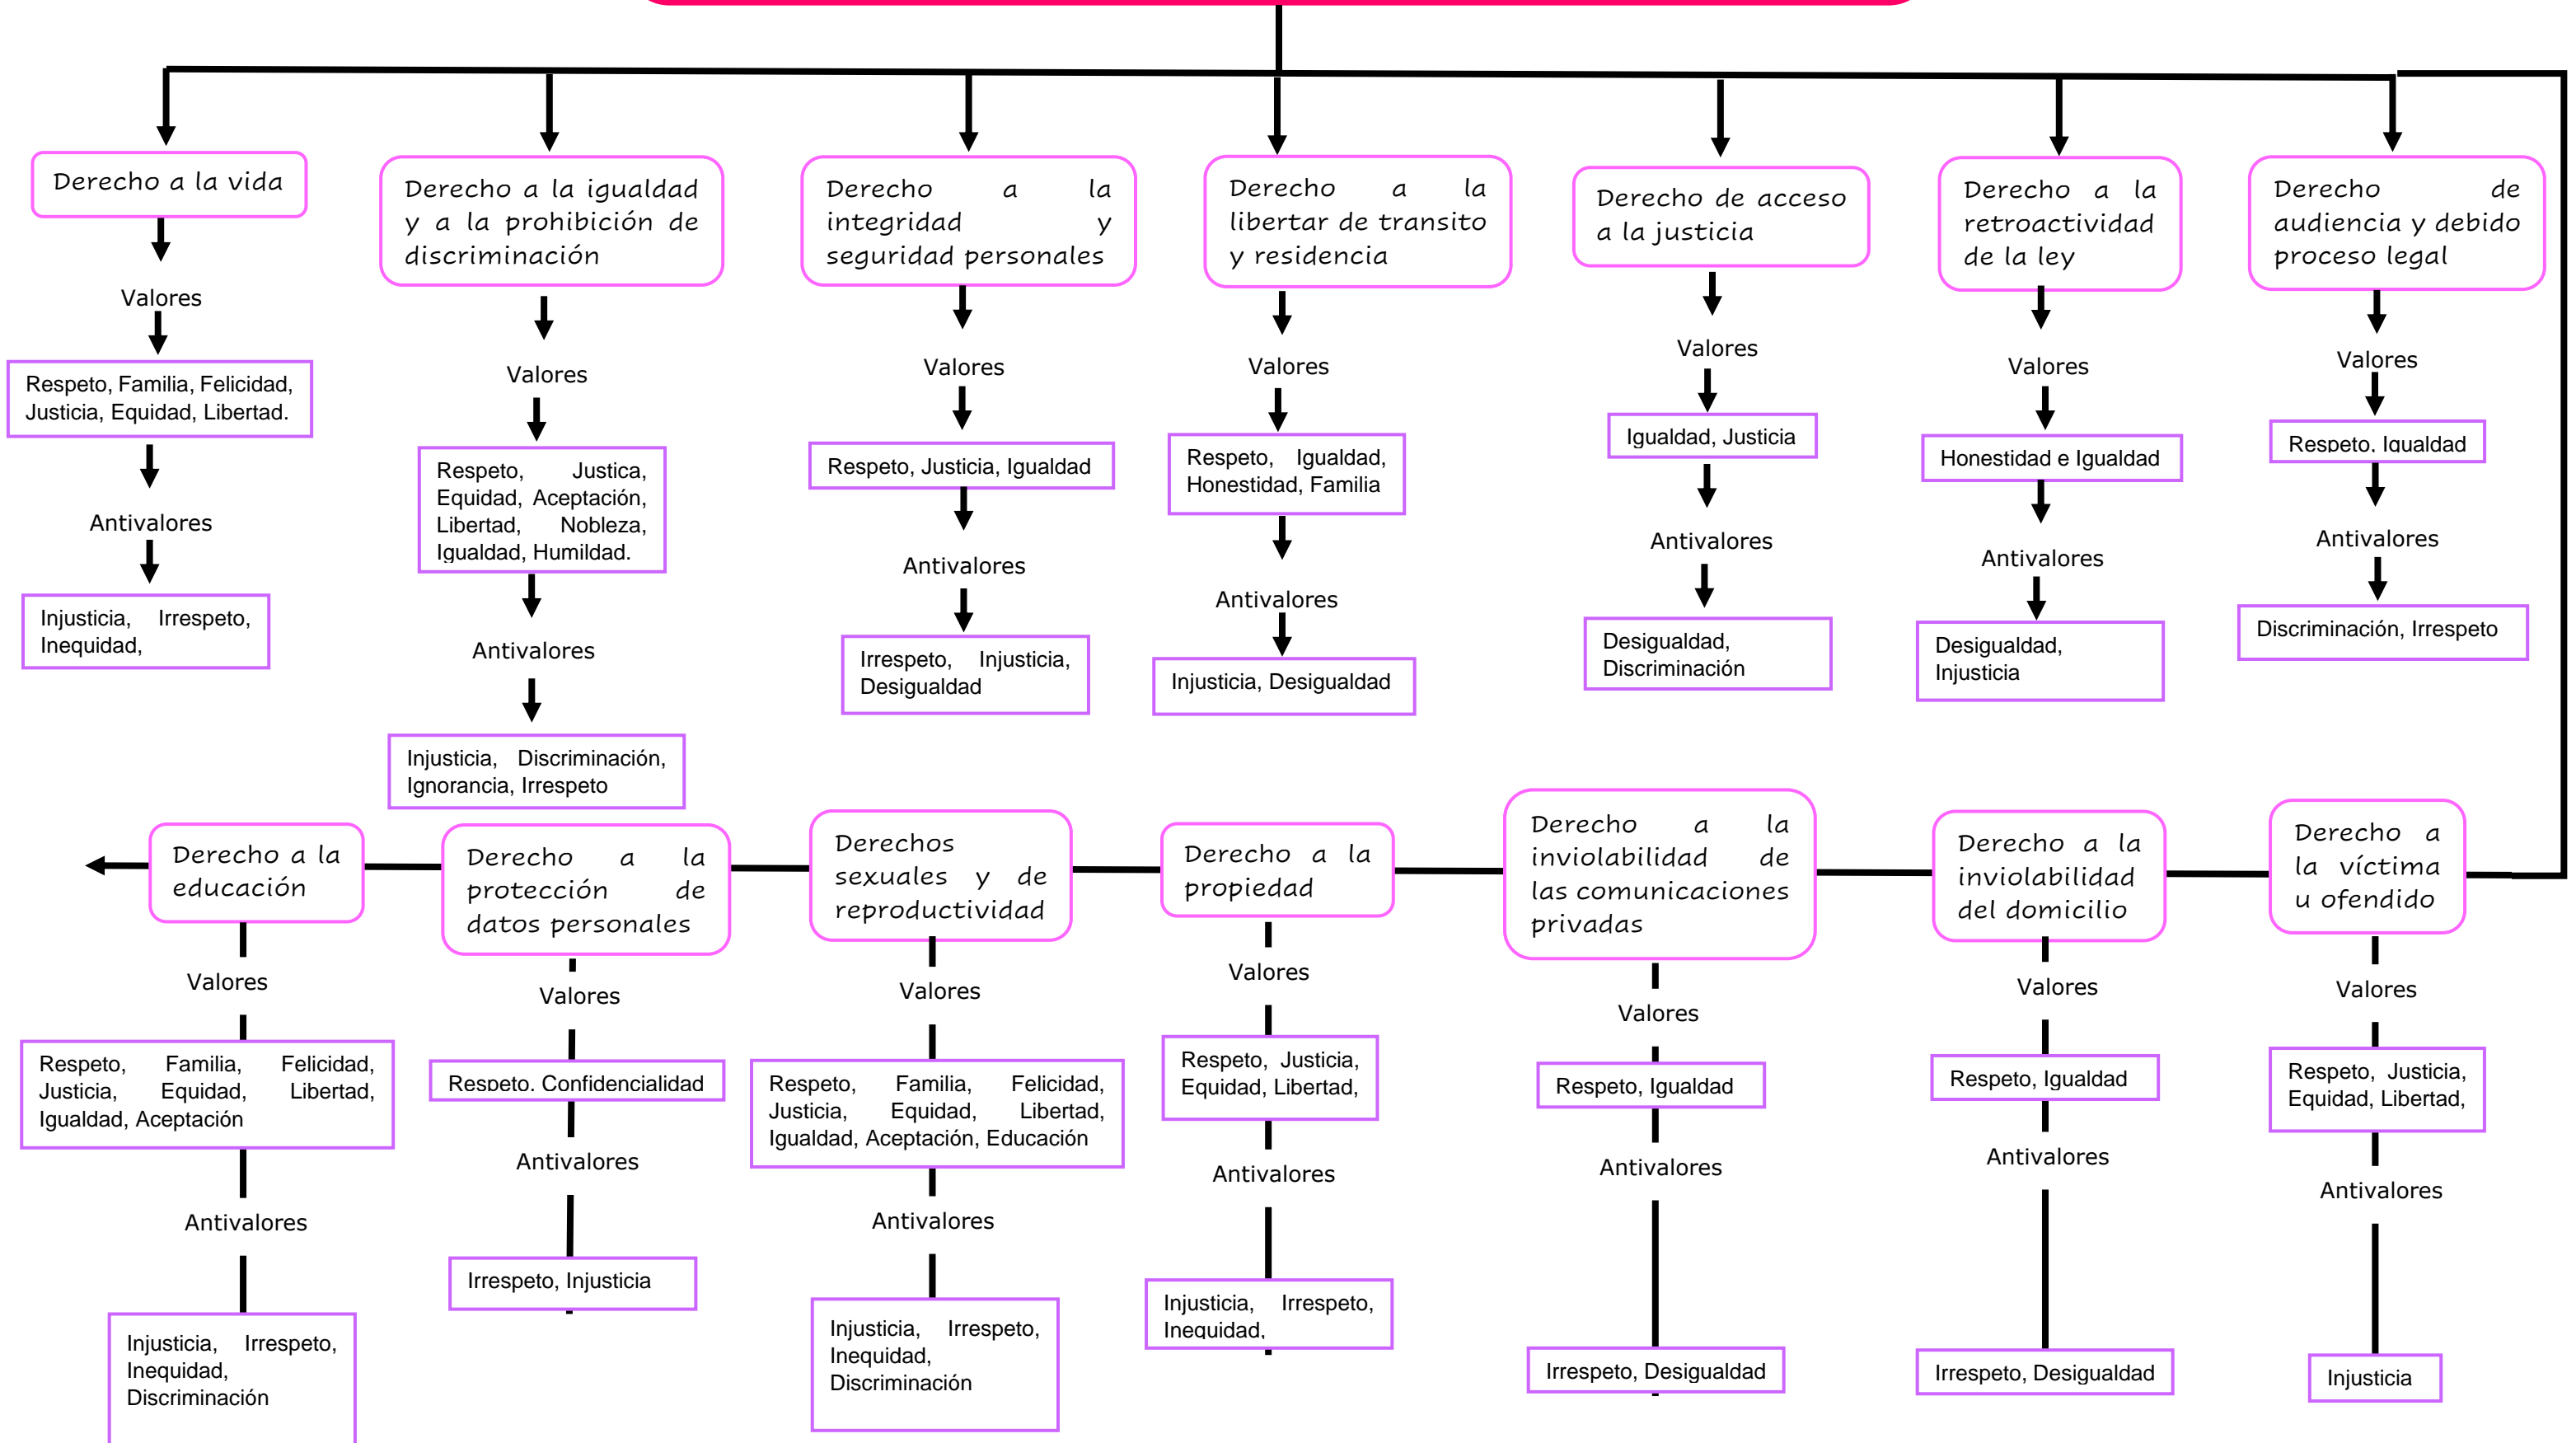 Derecho a la vida
Valores
Respeto, Familia, Felicidad,
Justicia, Equidad, Libertad.
Antivalores
Injusticia, Irrespeto,
Inequidad,
Derecho a la igualdad
y a la prohibición de
discriminación
Valores
Respeto, Justica,
Equidad, Aceptación,
Libertad, Nobleza,
Igualdad, Humildad.
Antivalores
Injusticia, Discriminación,
Ignorancia, Irrespeto
Derecho a la
integridad y
seguridad personales
Valores
Respeto, Justicia, Igualdad
Antivalores
Irrespeto, Injusticia,
Desigualdad
Derecho a la
libertar de transito
y residencia
Valores
Respeto, Igualdad,
Honestidad, Familia
Antivalores
Injusticia, Desigualdad
Derecho de acceso
a la justicia
Valores
Igualdad, Justicia
Antivalores
Desigualdad,
Discriminación
Derecho a la
retroactividad
de la ley
Valores
Honestidad e Igualdad
Antivalores
Desigualdad,
Injusticia
Derecho de
audiencia y debido
proceso legal
Valores
Respeto, Igualdad
Antivalores
Discriminación, Irrespeto
Derecho a la
educación
Valores
Respeto, Familia, Felicidad,
Justicia, Equidad, Libertad,
Igualdad, Aceptación
Antivalores
Injusticia, Irrespeto,
Inequidad,
Discriminación
Derecho a la
protección de
datos personales
Valores
Respeto. Confidencialidad
Antivalores
Irrespeto, Injusticia
Derechos
sexuales y de
reproductividad
Valores
Respeto, Familia, Felicidad,
Justicia, Equidad, Libertad,
Igualdad, Aceptación, Educación
Antivalores
Injusticia, Irrespeto,
Inequidad,
Discriminación
Derecho a la
propiedad
Valores
Respeto, Justicia,
Equidad, Libertad,
Antivalores
Injusticia, Irrespeto,
Inequidad,
Derecho a la
inviolabilidad de
las comunicaciones
privadas
Valores
Respeto, Igualdad
Antivalores
Irrespeto, Desigualdad
Derecho a la
inviolabilidad
del domicilio
Valores
Respeto, Igualdad
Antivalores
Irrespeto, Desigualdad
Derecho a
la víctima
u ofendido
Valores
Respeto, Justicia,
Equidad, Libertad,
Antivalores
Injusticia